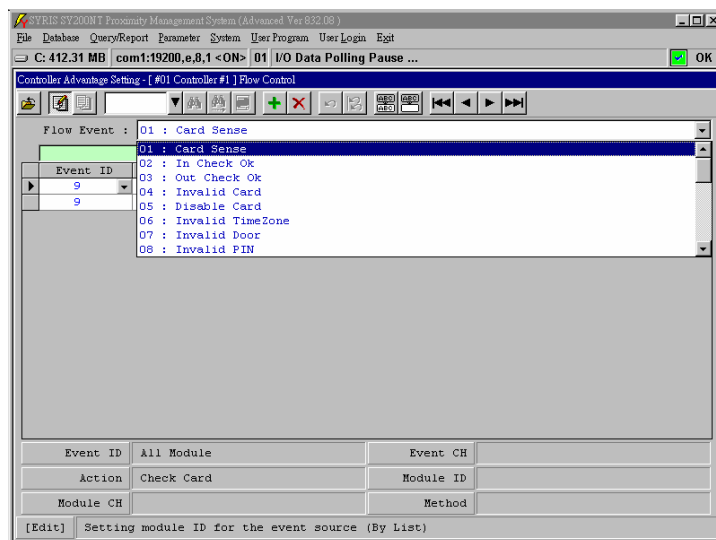 SYRIS SY200NT Proximity Management System (Advanced Ver 832.08 )
File Database Query/Report Parameter System User Program User Login Exit
C: 412.31 MB com1:19200,e,8,1 <ON> 01 I/O Data Polling Pause ... OK
Controller Advantage Setting - [ #01 Controller #1 ] Flow Control
ABC ABC ABC
Flow Event : 01 : Card Sense
01 : Card Sense
02 : In Check Ok
03 : Out Check Ok
04 : Invalid Card
05 : Disable Card
06 : Invalid TimeZone
07 : Invalid Door
08 : Invalid PIN
Event ID
9
9
Event ID All Module Event CH
Action Check Card Module ID
Module CH Method
[Edit] Setting module ID for the event source (By List)